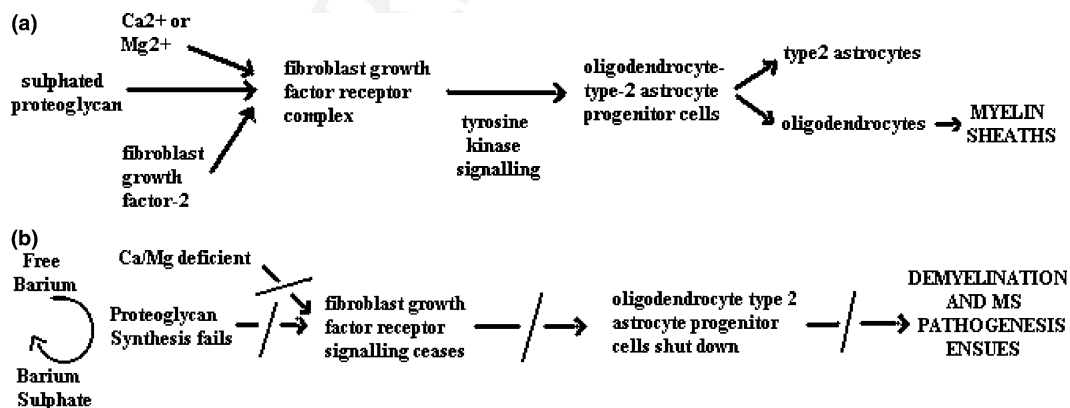 (a)
Ca2+ or
Mg2+
sulphated
proteoglycan
fibroblast
growth
factor-2
fibroblast growth
factor receptor
complex
tyrosine
kinase
signalling
oligodendrocyte-
type-2 astrocyte
progenitor cells
type2 astrocytes
oligodendrocytes
MYELIN
SHEATHS
(b)
Free
Barium
Barium
Sulphate
Ca/Mg deficient
Proteoglycan
Synthesis fails
fibroblast growth
factor receptor
signalling ceases
oligodendrocyte type 2
astrocyte progenitor
cells shut down
DEMYELINATION
AND MS
PATHOGENESIS
ENSUES